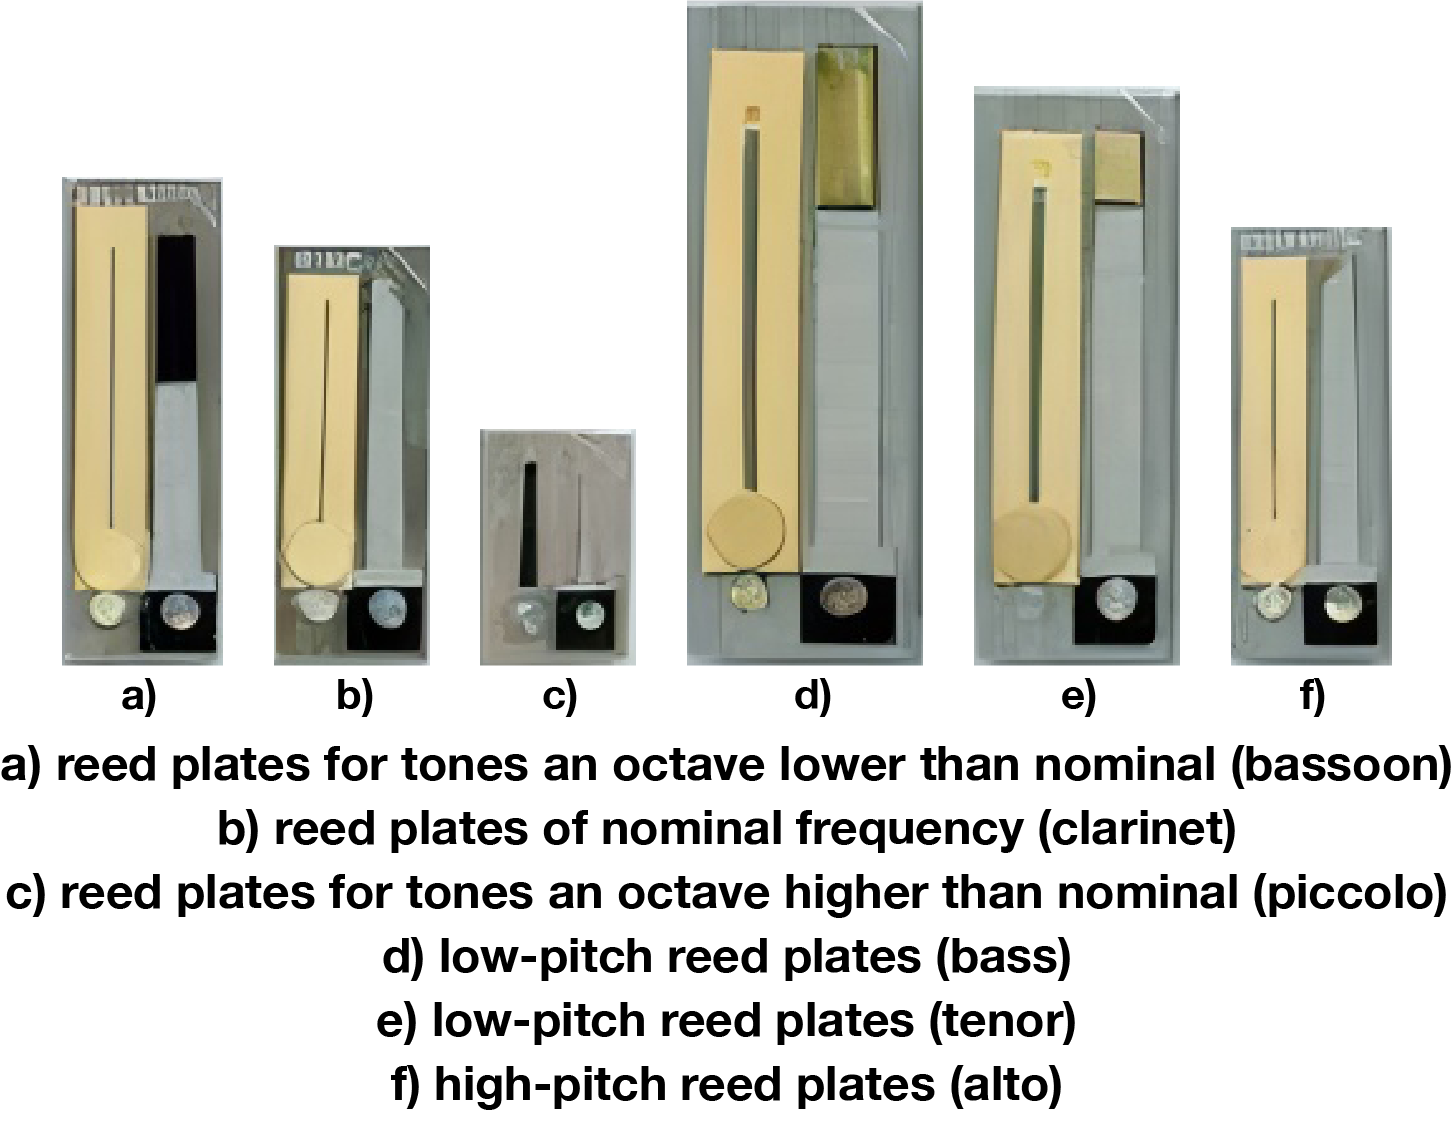 a) b) c) d) e) f)
a) reed plates for tones an octave lower than nominal (bassoon)
b) reed plates of nominal frequency (clarinet)
c) reed plates for tones an octave higher than nominal (piccolo)
d) low-pitch reed plates (bass)
e) low-pitch reed plates (tenor)
f) high-pitch reed plates (alto)